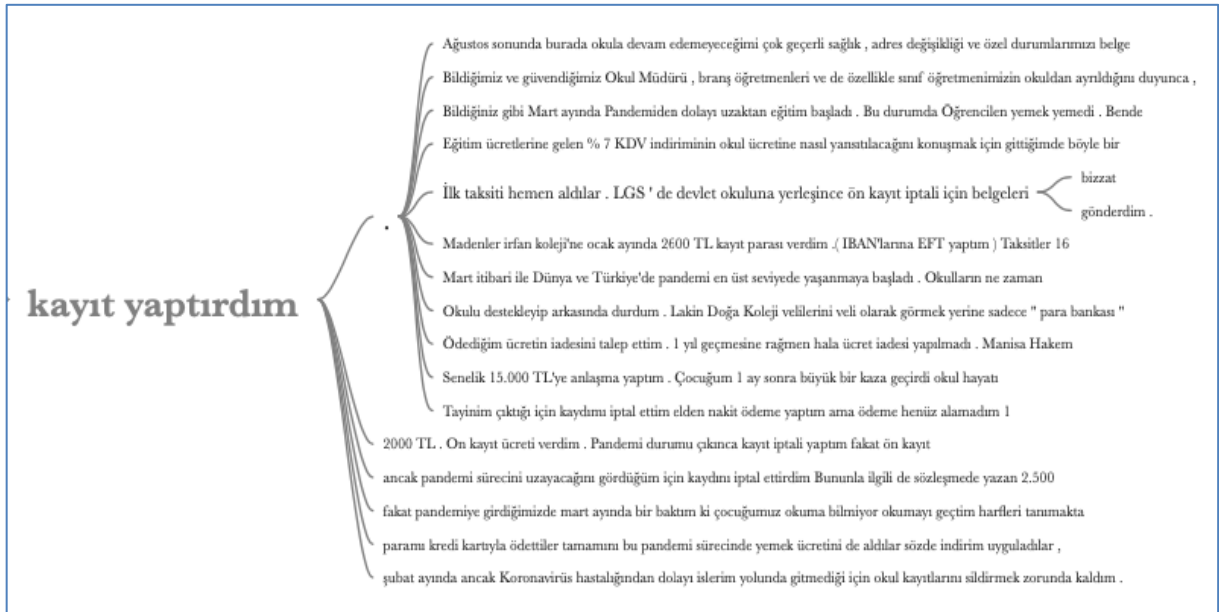 Ağustos sonunda burada okula devam edemeyeceğimi çok geçerli sağlık , adres değişikliği ve özel durumlarımızı belge
Bildiğimiz ve güvendiğimiz Okul Müdürü , branş öğretmenleri ve de özellikle sınıf öğretmenimizin okuldan ayrıldığını duyunca ,
Bildiğiniz gibi Mart ayında Pandemiden dolayı uzaktan eğitim başladı . Bu durumda Öğrencilen yemek yemedi . Bende
Eğitim ücretlerine gelen % 7 KDV indiriminin okul ücretine nasıl yansıtılacağını konuşmak için gittiğimde böyle bir
İlk taksiti hemen aldılar . LGS ' de devlet okuluna yerleşince ön kayıt iptali için belgeleri
bizzat
gönderdim .
.
Madenler irfan koleji'ne ocak ayında 2600 TL kayıt parası verdim .( IBAN'larına EFT yaptım ) Taksitler 16
Mart itibari ile Dünya ve Türkiye'de pandemi en üst seviyede yaşanmaya başladı . Okulların ne zaman
kayıt yaptırdım
Okulu destekleyip arkasında durdum . Lakin Doğa Koleji velilerini veli olarak görmek yerine sadece " para bankası "
Ödediğim ücretin iadesini talep ettim . 1 yıl geçmesine rağmen hala ücret iadesi yapılmadı . Manisa Hakem
Senelik 15.000 TL'ye anlaşma yaptım . Çocuğum 1 ay sonra büyük bir kaza geçirdi okul hayatı
Tayinim çıktığı için kaydımı iptal ettim elden nakit ödeme yaptım ama ödeme henüz alamadım 1
2000 TL . On kayıt ücreti verdim . Pandemi durumu çıkınca kayıt iptali yaptım fakat ön kayıt
ancak pandemi sürecini uzayacağını gördüğüm için kaydını iptal ettirdim Bununla ilgili de sözleşmede yazan 2.500
fakat pandemiye girdiğimizde mart ayında bir baktım ki çocuğumuz okuma bilmiyor okumayı geçtim harfleri tanımakta
paramı kredi kartıyla ödettiler tamamını bu pandemi sürecinde yemek ücretini de aldılar sözde indirim uyguladılar ,
şubat ayında ancak Koronavirüs hastalığından dolayı islerim yolunda gitmediği için okul kayıtlarını sildirmek zorunda kaldım .